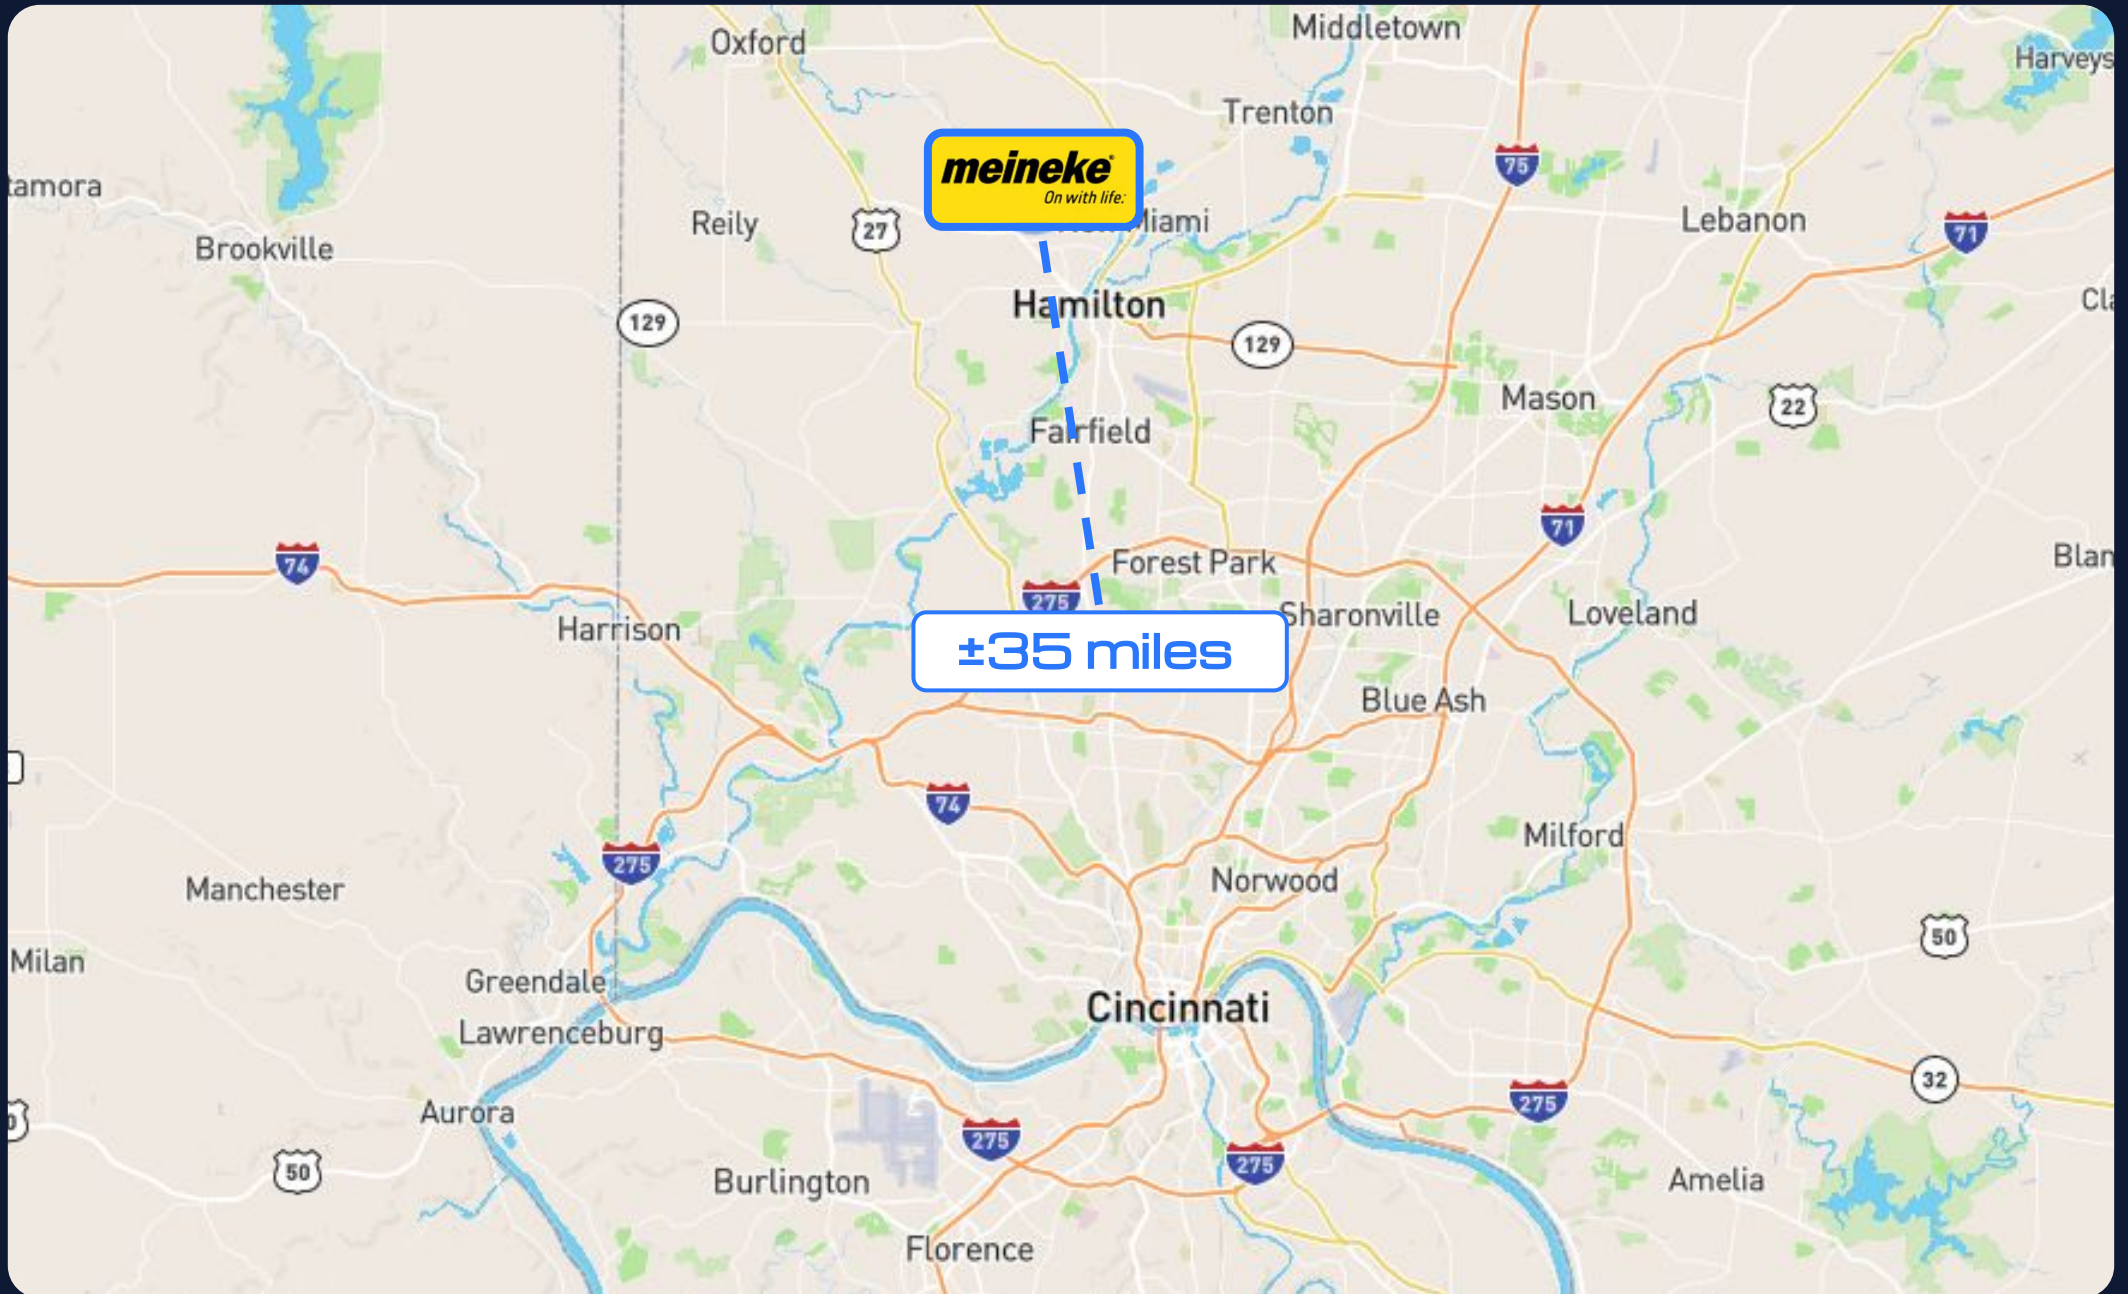 Oxford
Middletown
Harveys
Trenton
75
meineke
On with life.
tamora
Reily
27
Miami
Lebanon
71
Brookville
Hamilton
Cla
129
129
Mason
22
Fairfield
71
74
Forest Park
Blan
275
Harrison
Sharonville
Loveland
±35 miles
Blue Ash
74
Milford
275
Manchester
Norwood
50
Milan
Greendale
Cincinnati
Lawrenceburg
32
Aurora
275
275
275
50
Burlington
Amelia
Florence